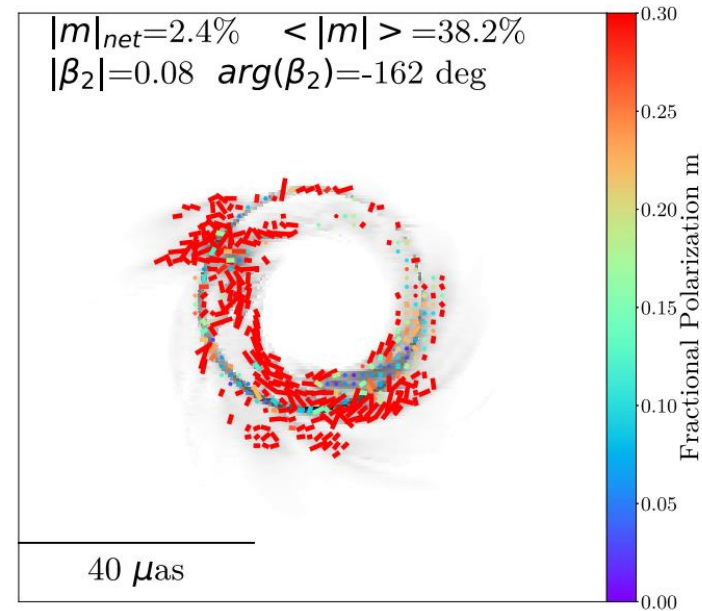 |m|net=2.4% < |m| > =38.2%
|β2|=0.08 arg(β2)=-162 deg
40 μas
0.30
0.25
0.20
0.15
0.10
0.05
0.00
Fractional Polarization m